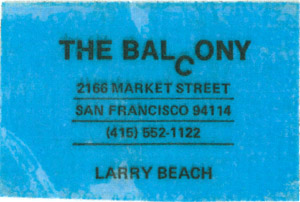 THE BALCONY
2166 MARKET STREET
SAN FRANCISCO 94114
(415) 552-1122
LARRY BEACH